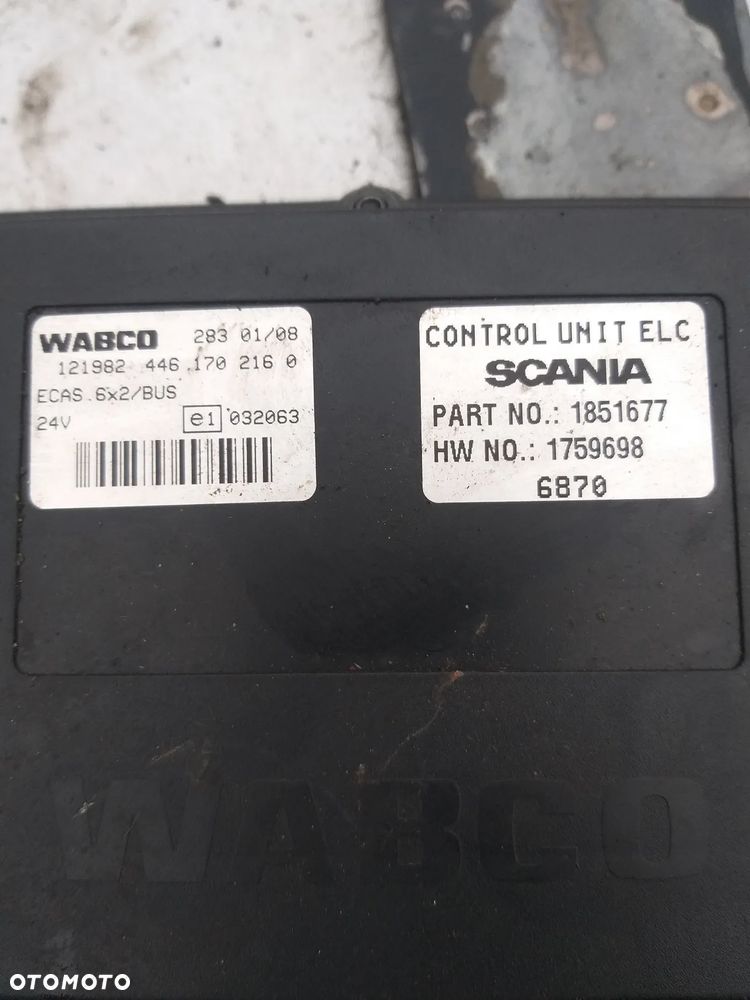 WABCO 283 01/08
121982 446 170 216 0
ECAS 6x2/BUS
24V e1 032063
CONTROL UNIT ELC
SCANIA
PART NO.: 1851677
HW NO.: 1759698
6870
WABCO
OTOMOTO